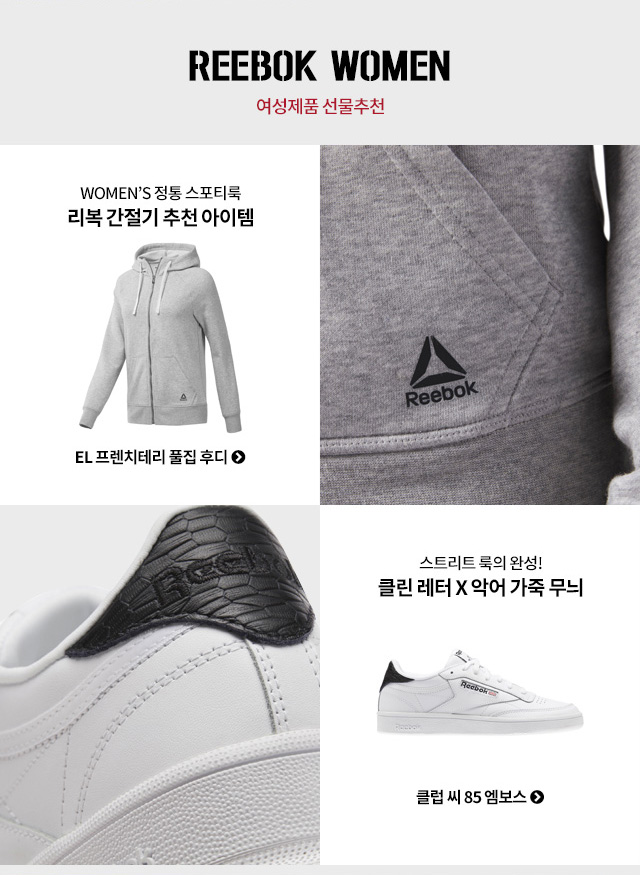 REEBOK WOMEN
여성제품 선물추천
WOMEN'S 정통 스포티룩
리복 간절기 추천 아이템
EL 프렌치테리 풀집 후디
Reebok
Reebok
스트리트 룩의 완성!
클린 레터 X 악어 가죽 무늬
Reebok
클럽 씨 85 엠보스